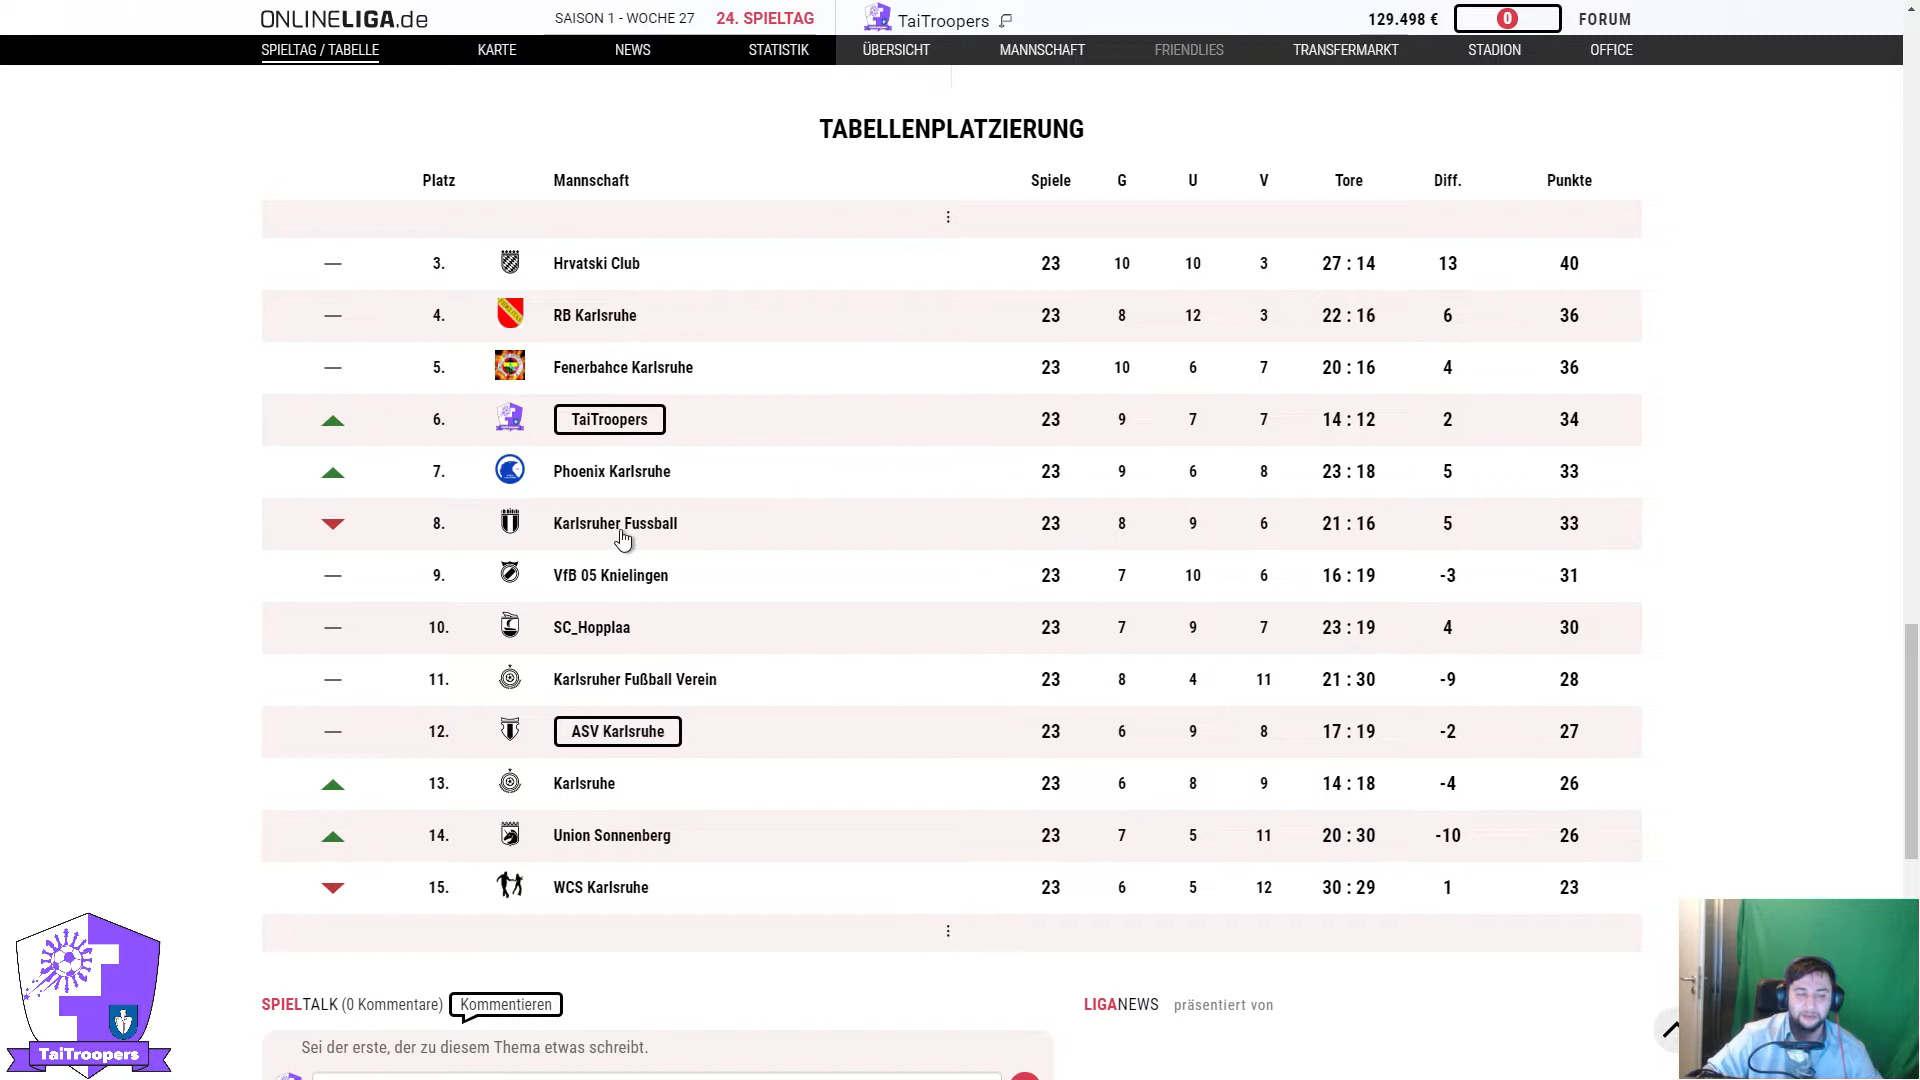 ONLINELIGA.de SAISON 1 - WOCHE 27 24. SPIELTAG TaiTroopers 129.498 € 0 FORUM
SPIELTAG / TABELLE KARTE NEWS STATISTIK ÜBERSICHT MANNSCHAFT FRIENDLIES TRANSFERMARKT STADION OFFICE
TABELLENPLATZIERUNG
Platz Mannschaft Spiele G U V Tore Diff. Punkte
3. Hrvatski Club 23 10 10 3 27 : 14 13 40
4. RB Karlsruhe 23 8 12 3 22 : 16 6 36
5. Fenerbahce Karlsruhe 23 10 6 7 20 : 16 4 36
6. TaiTroopers 23 9 7 7 14 : 12 2 34
7. Phoenix Karlsruhe 23 9 6 8 23 : 18 5 33
8. Karlsruher Fussball 23 8 9 6 21 : 16 5 33
9. VfB 05 Knielingen 23 7 10 6 16 : 19 -3 31
10. SC_Hopplaa 23 7 9 7 23 : 19 4 30
11. Karlsruher Fußball Verein 23 8 4 11 21 : 30 -9 28
12. ASV Karlsruhe 23 6 9 8 17 : 19 -2 27
13. Karlsruhe 23 6 8 9 14 : 18 -4 26
14. Union Sonnenberg 23 7 5 11 20 : 30 -10 26
15. WCS Karlsruhe 23 6 5 12 30 : 29 1 23
SPIELTALK (0 Kommentare) Kommentieren LIGANEWS präsentiert von
Sei der erste, der zu diesem Thema etwas schreibt.
TaiTroopers